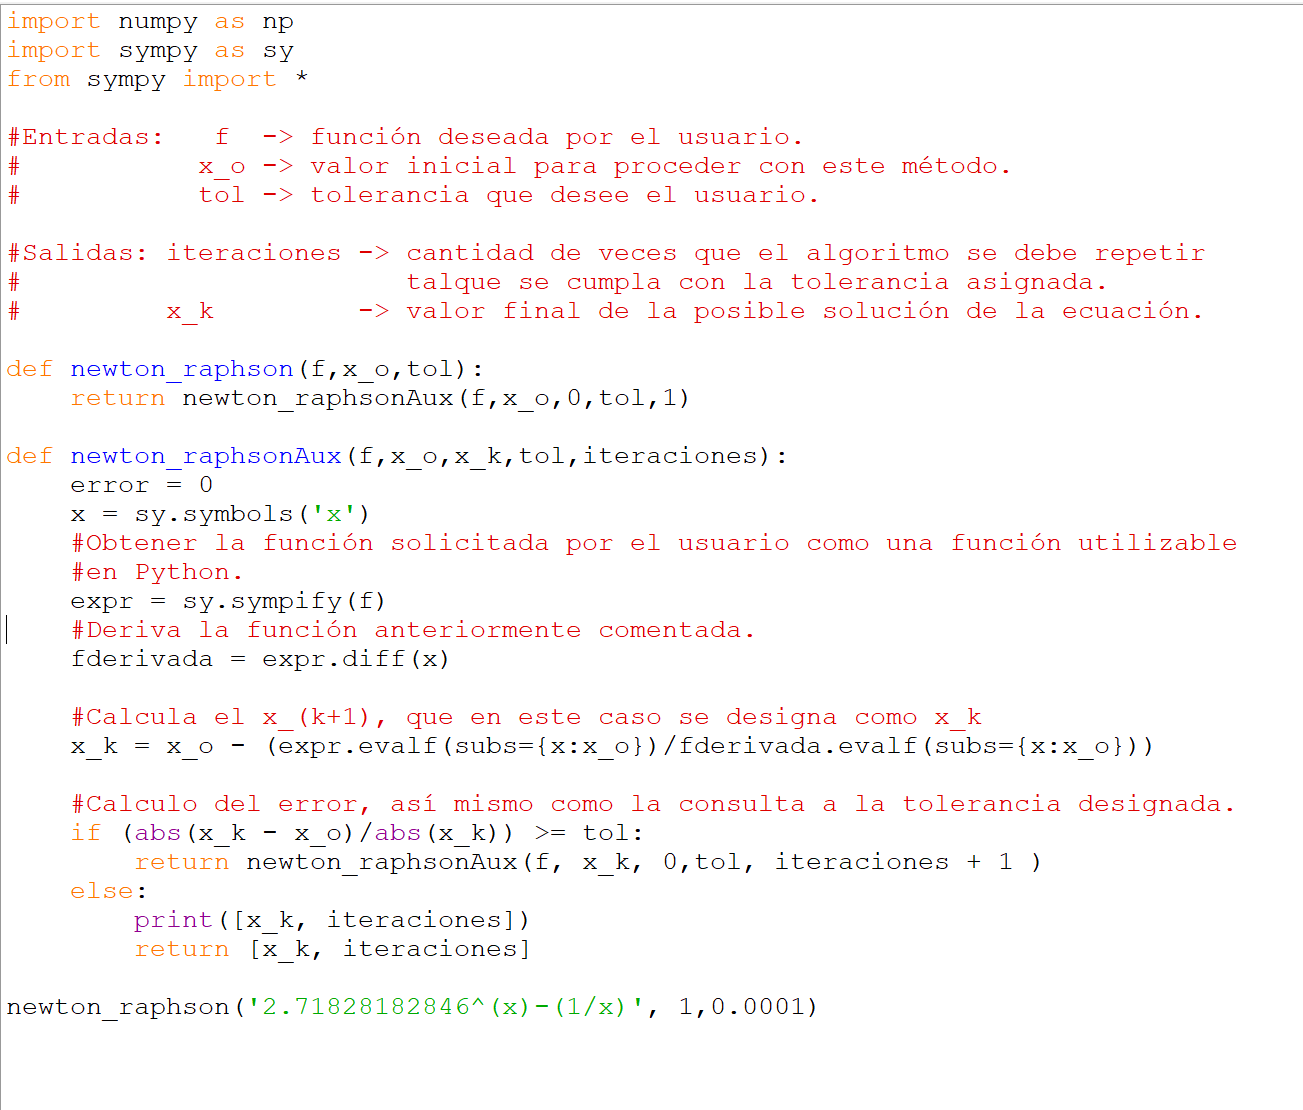 import numpy as np
import sympy as sy
from sympy import *

#Entradas:   f  -> función deseada por el usuario.
#           x_o -> valor inicial para proceder con este método.
#           tol -> tolerancia que desee el usuario.

#Salidas: iteraciones -> cantidad de veces que el algoritmo se debe repetir
#                        talque se cumpla con la tolerancia asignada.
#         x_k         -> valor final de la posible solución de la ecuación.

def newton_raphson(f,x_o,tol):
    return newton_raphsonAux(f,x_o,0,tol,1)

def newton_raphsonAux(f,x_o,x_k,tol,iteraciones):
    error = 0
    x = sy.symbols('x')
    #Obtener la función solicitada por el usuario como una función utilizable
    #en Python.
    expr = sy.sympify(f)
    #Deriva la función anteriormente comentada.
    fderivada = expr.diff(x)

    #Calcula el x_(k+1), que en este caso se designa como x_k
    x_k = x_o - (expr.evalf(subs={x:x_o})/fderivada.evalf(subs={x:x_o}))

    #Calculo del error, así mismo como la consulta a la tolerancia designada.
    if (abs(x_k - x_o)/abs(x_k)) >= tol:
        return newton_raphsonAux(f, x_k, 0,tol, iteraciones + 1 )
    else:
        print([x_k, iteraciones])
        return [x_k, iteraciones]

newton_raphson('2.71828182846^(x)-(1/x)', 1,0.0001)